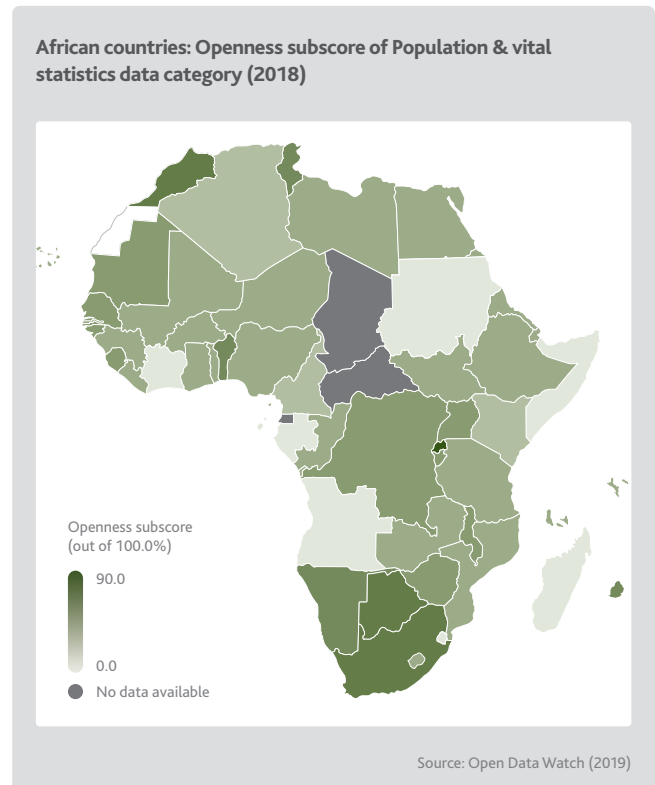 African countries: Openness subscore of Population & vital
statistics data category (2018)
Openness subscore
(out of 100.0%)
90.0
0.0
No data available
Source: Open Data Watch (2019)